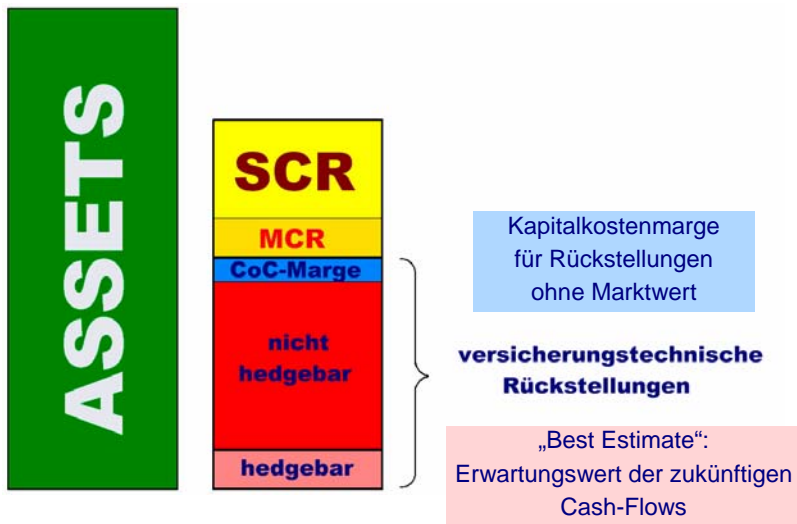 ASSETS
SCR
MCR
CoC-Marge
nicht
hedgebar
hedgebar
Kapitalkostenmarge
für Rückstellungen
ohne Marktwert
versicherungstechnische
Rückstellungen
„Best Estimate“:
Erwartungswert der zukünftigen
Cash-Flows